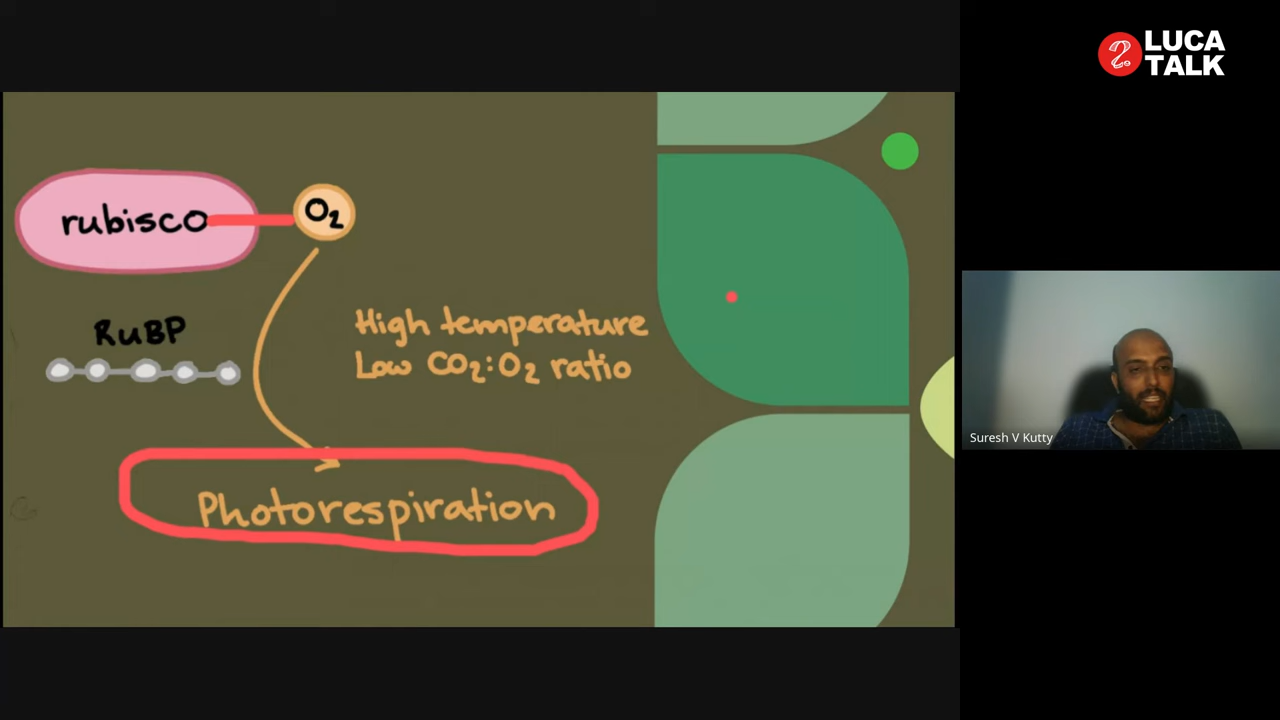 LUCA
TALK
rubisco
O₂
RuBP
High temperature
Low CO₂:O₂ ratio
Photorespiration
Suresh V Kutty